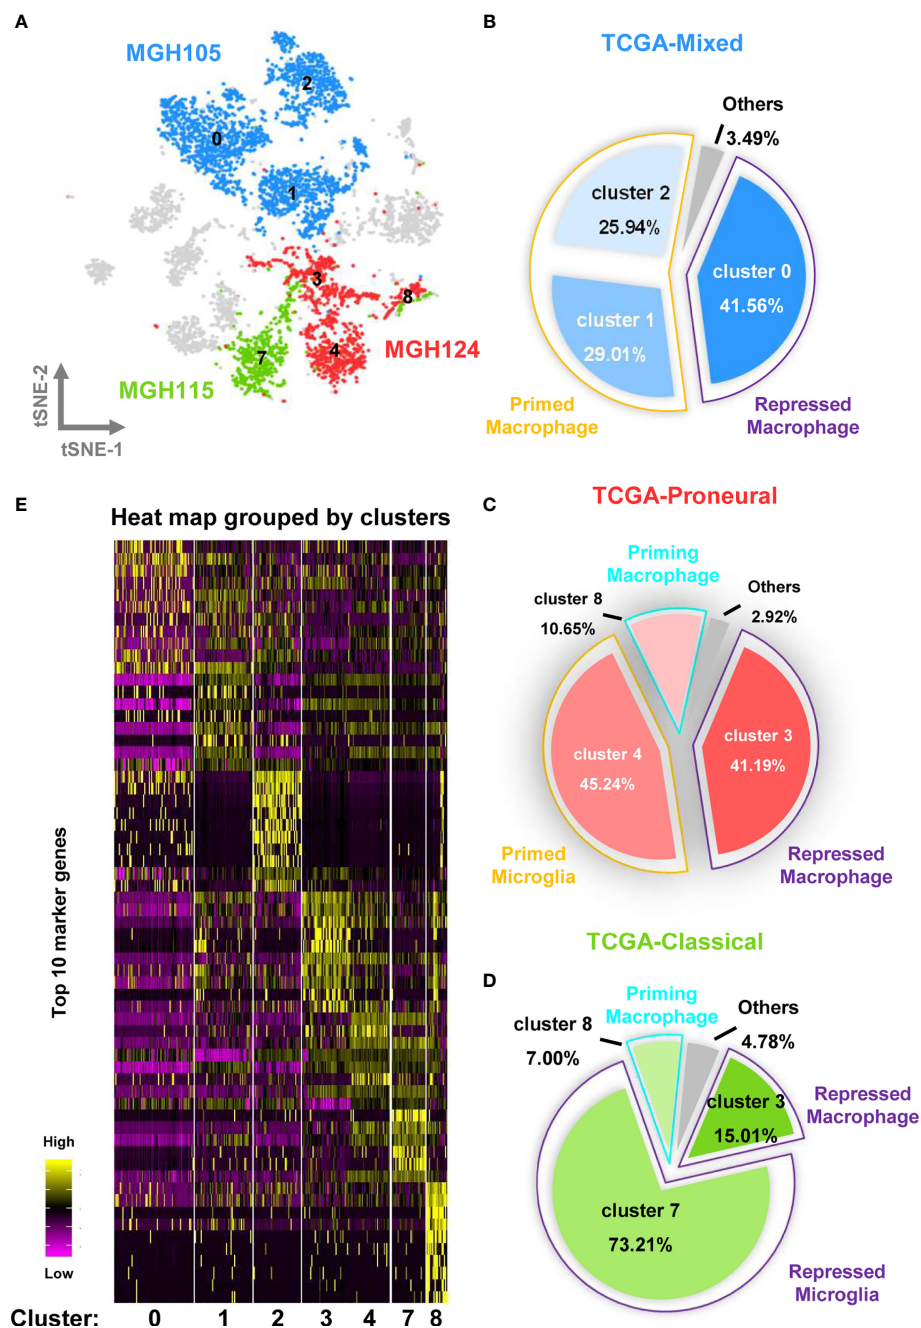 A
MGH105
2
0
1
3
8
7
4
MGH124
MGH115
tSNE-2
tSNE-1
B
TCGA-Mixed
Others
3.49%
cluster 2
25.94%
cluster 0
41.56%
cluster 1
29.01%
Primed
Macrophage
Repressed
Macrophage
C
TCGA-Proneural
Priming
Macrophage
cluster 8
10.65%
Others
2.92%
cluster 4
45.24%
cluster 3
41.19%
Primed
Microglia
Repressed
Macrophage
TCGA-Classical
D
Priming
Macrophage
cluster 8
7.00%
Others
4.78%
cluster 3
15.01%
Repressed
Macrophage
cluster 7
73.21%
Repressed
Microglia
E
Heat map grouped by clusters
Top 10 marker genes
High
Low
Cluster: 0 1 2 3 4 7 8